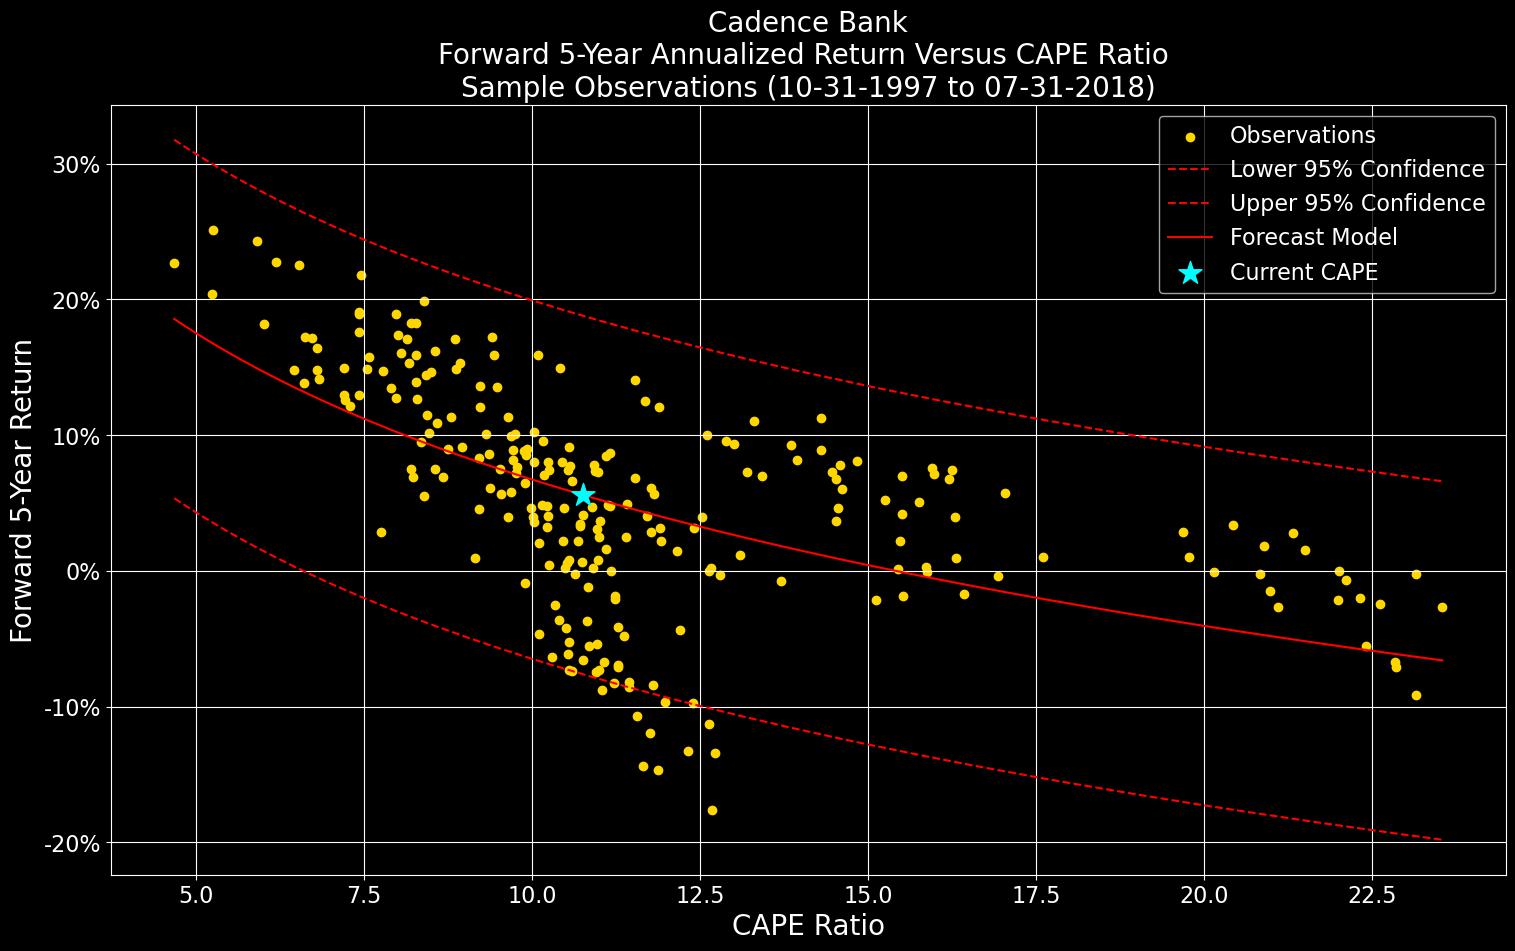 Cadence Bank
Forward 5-Year Annualized Return Versus CAPE Ratio
Sample Observations (10-31-1997 to 07-31-2018)
Observations
Lower 95% Confidence
Upper 95% Confidence
Forecast Model
Current CAPE
Forward 5-Year Return
30%
20%
10%
0%
-10%
-20%
5.0 7.5 10.0 12.5 15.0 17.5 20.0 22.5
CAPE Ratio